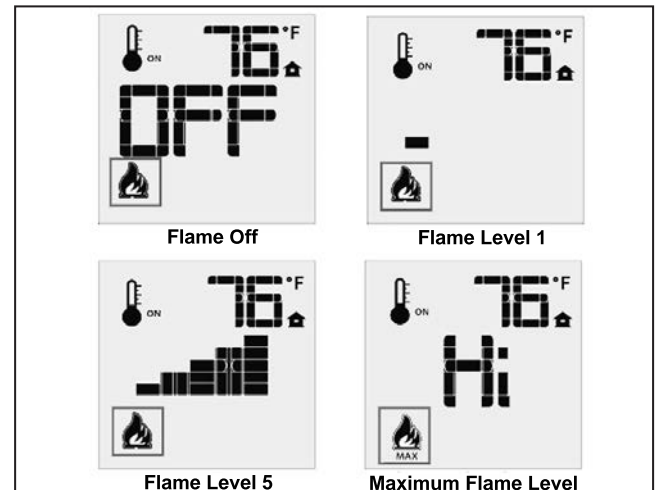 76 °F
ON
OFF
Flame Off
76 °F
ON
Flame Level 1
76 °F
ON
Flame Level 5
76 °F
ON
Hi
MAX
Maximum Flame Level